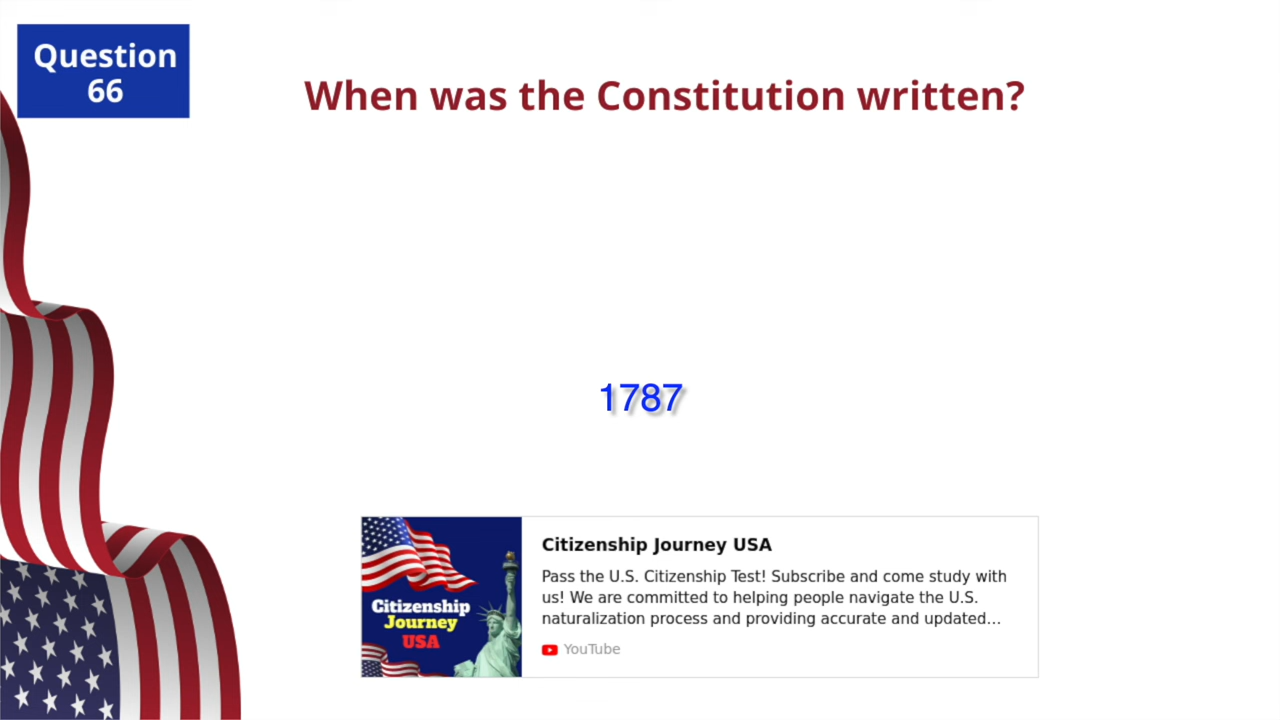 Question
66
When was the Constitution written?
1787
Citizenship Journey USA
Pass the U.S. Citizenship Test! Subscribe and come study with
us! We are committed to helping people navigate the U.S.
naturalization process and providing accurate and updated...
YouTube
Citizenship
Journey
USA